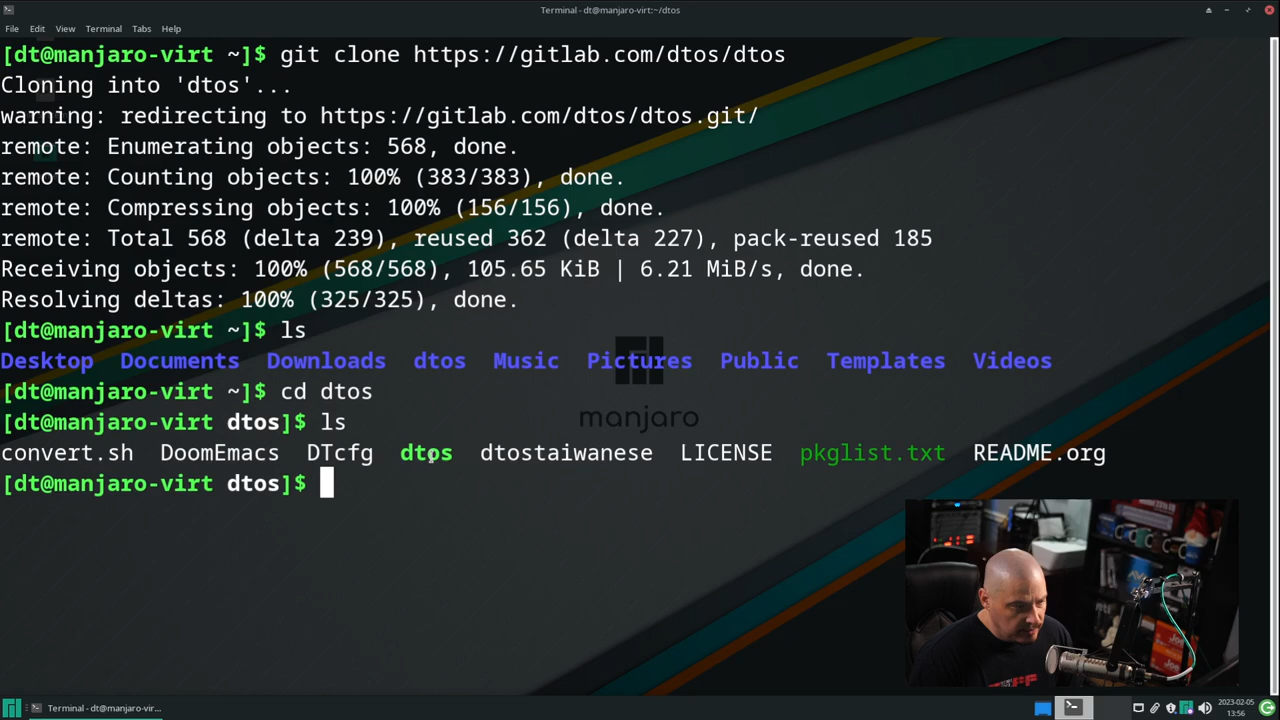 Terminal - dt@manjaro-virt:~/dtos
File Edit View Terminal Tabs Help
[dt@manjaro-virt ~]$ git clone https://gitlab.com/dtos/dtos
Cloning into 'dtos'...
warning: redirecting to https://gitlab.com/dtos/dtos.git/
remote: Enumerating objects: 568, done.
remote: Counting objects: 100% (383/383), done.
remote: Compressing objects: 100% (156/156), done.
remote: Total 568 (delta 239), reused 362 (delta 227), pack-reused 185
Receiving objects: 100% (568/568), 105.65 KiB | 6.21 MiB/s, done.
Resolving deltas: 100% (325/325), done.
[dt@manjaro-virt ~]$ ls
Desktop Documents Downloads dtos Music Pictures Public Templates Videos
[dt@manjaro-virt ~]$ cd dtos
manjaro
[dt@manjaro-virt dtos]$ ls
convert.sh DoomEmacs DTcfg dtos dtostaiwanese LICENSE pkglist.txt README.org
[dt@manjaro-virt dtos]$
Terminal - dt@manjaro-vir...
2023-02-05
13:56